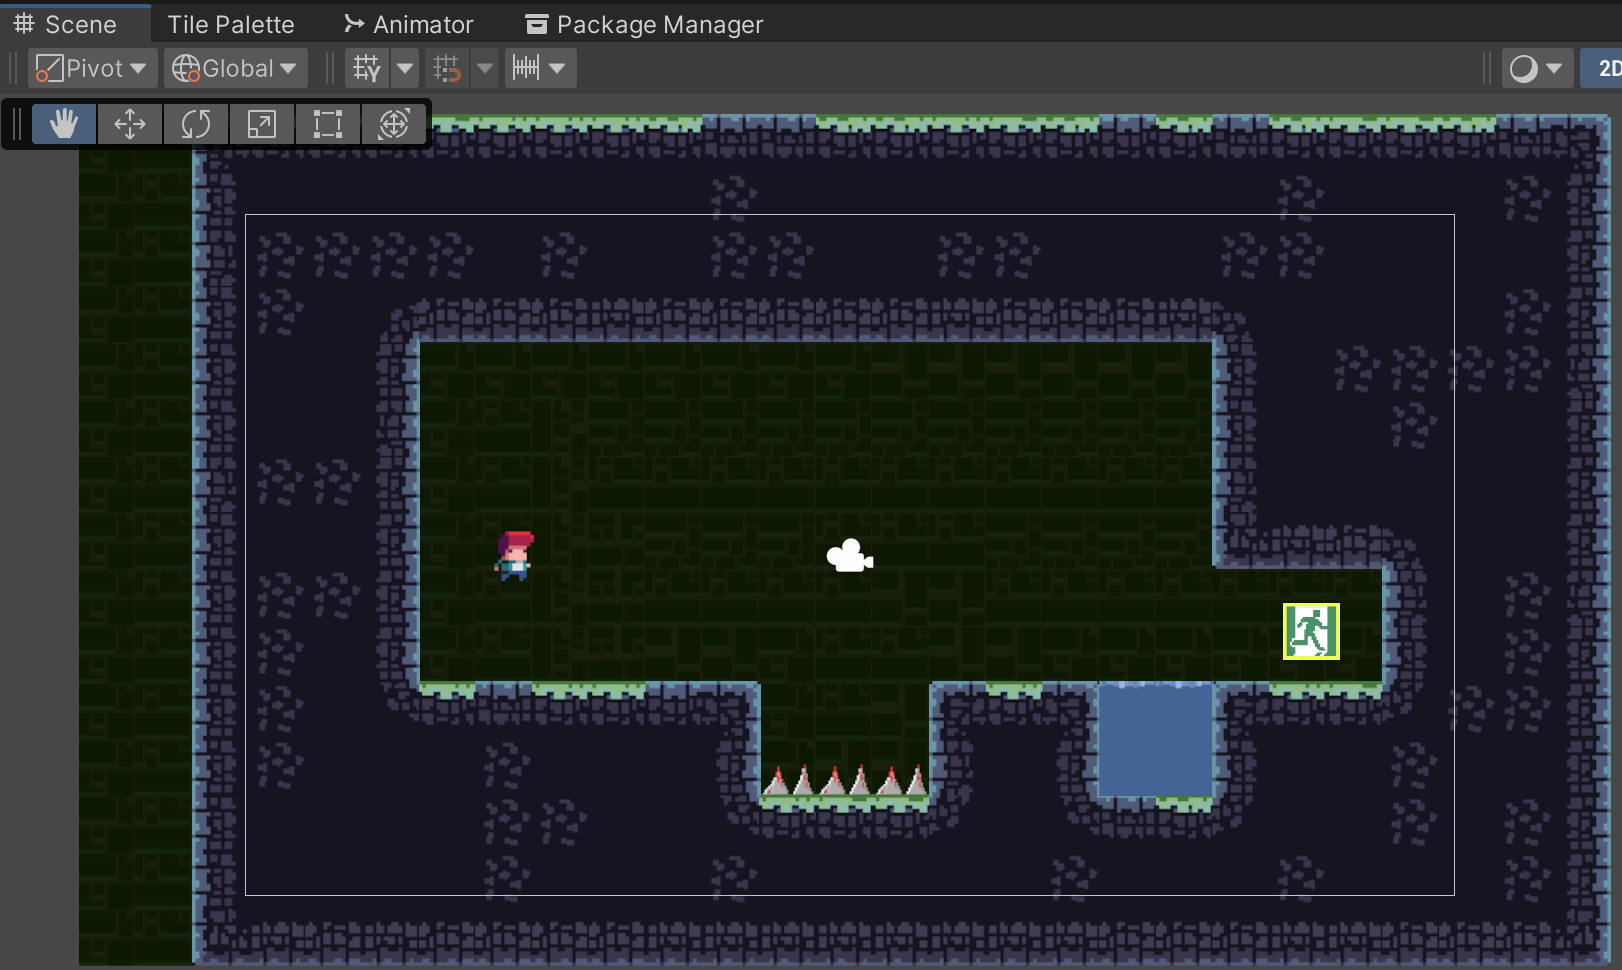 Scene Tile Palette Animator Package Manager
Pivot Global 2D